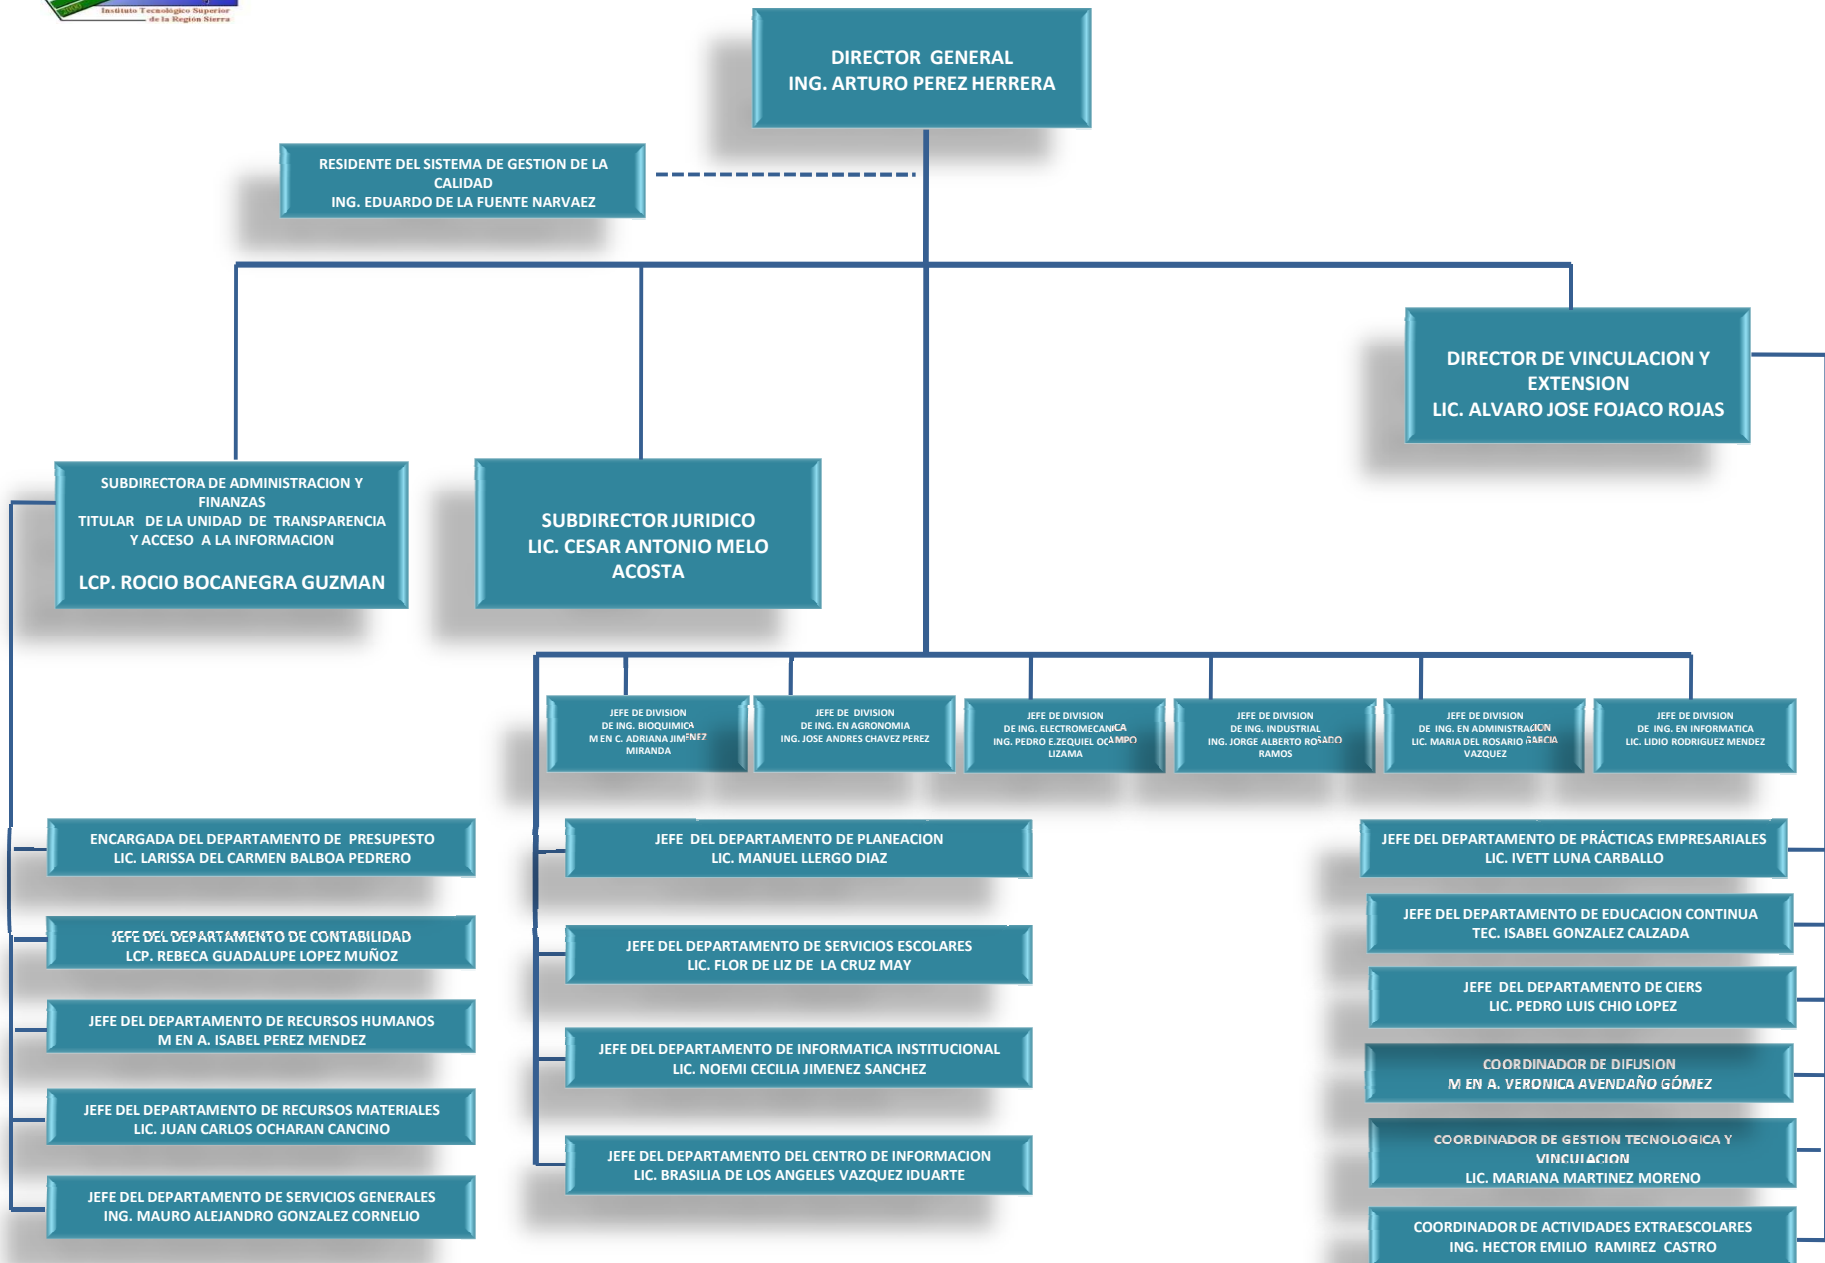 2000
Instituto Tecnológico Superior
de la Región Sierra
DIRECTOR GENERAL
ING. ARTURO PEREZ HERRERA
RESIDENTE DEL SISTEMA DE GESTION DE LA
CALIDAD
ING. EDUARDO DE LA FUENTE NARVAEZ
DIRECTOR DE VINCULACION Y
EXTENSION
LIC. ALVARO JOSE FOJACO ROJAS
SUBDIRECTORA DE ADMINISTRACION Y
FINANZAS
TITULAR DE LA UNIDAD DE TRANSPARENCIA
Y ACCESO A LA INFORMACION
LCP. ROCIO BOCANEGRA GUZMAN
SUBDIRECTOR JURIDICO
LIC. CESAR ANTONIO MELO
ACOSTA
JEFE DE DIVISION
DE ING. BIOQUIMICA
M EN C. ADRIANA JIMENEZ
MIRANDA
JEFE DE DIVISION
DE ING. EN AGRONOMIA
ING. JOSE ANDRES CHAVEZ PEREZ
JEFE DE DIVISION
DE ING. ELECTROMECANICA
ING. PEDRO E.ZEQUIEL OCAMPO
LIZAMA
JEFE DE DIVISION
DE ING. INDUSTRIAL
ING. JORGE ALBERTO ROSADO
RAMOS
JEFE DE DIVISION
DE ING. EN ADMINISTRACION
LIC. MARIA DEL ROSARIO GARCIA
VAZQUEZ
JEFE DE DIVISION
DE ING. EN INFORMATICA
LIC. LIDIO RODRIGUEZ MENDEZ
ENCARGADA DEL DEPARTAMENTO DE PRESUPESTO
LIC. LARISSA DEL CARMEN BALBOA PEDRERO
JEFE DEL DEPARTAMENTO DE CONTABILIDAD
LCP. REBECA GUADALUPE LOPEZ MUÑOZ
JEFE DEL DEPARTAMENTO DE RECURSOS HUMANOS
M EN A. ISABEL PEREZ MENDEZ
JEFE DEL DEPARTAMENTO DE RECURSOS MATERIALES
LIC. JUAN CARLOS OCHARAN CANCINO
JEFE DEL DEPARTAMENTO DE SERVICIOS GENERALES
ING. MAURO ALEJANDRO GONZALEZ CORNELIO
JEFE DEL DEPARTAMENTO DE PLANEACION
LIC. MANUEL LLERGO DIAZ
JEFE DEL DEPARTAMENTO DE SERVICIOS ESCOLARES
LIC. FLOR DE LIZ DE LA CRUZ MAY
JEFE DEL DEPARTAMENTO DE INFORMATICA INSTITUCIONAL
LIC. NOEMI CECILIA JIMENEZ SANCHEZ
JEFE DEL DEPARTAMENTO DEL CENTRO DE INFORMACION
LIC. BRASILIA DE LOS ANGELES VAZQUEZ IDUARTE
JEFE DEL DEPARTAMENTO DE PRÁCTICAS EMPRESARIALES
LIC. IVETT LUNA CARBALLO
JEFE DEL DEPARTAMENTO DE EDUCACION CONTINUA
TEC. ISABEL GONZALEZ CALZADA
JEFE DEL DEPARTAMENTO DE CIERS
LIC. PEDRO LUIS CHIO LOPEZ
COORDINADOR DE DIFUSION
M EN A. VERONICA AVENDAÑO GÓMEZ
COORDINADOR DE GESTION TECNOLOGICA Y
VINCULACION
LIC. MARIANA MARTINEZ MORENO
COORDINADOR DE ACTIVIDADES EXTRAESCOLARES
ING. HECTOR EMILIO RAMIREZ CASTRO